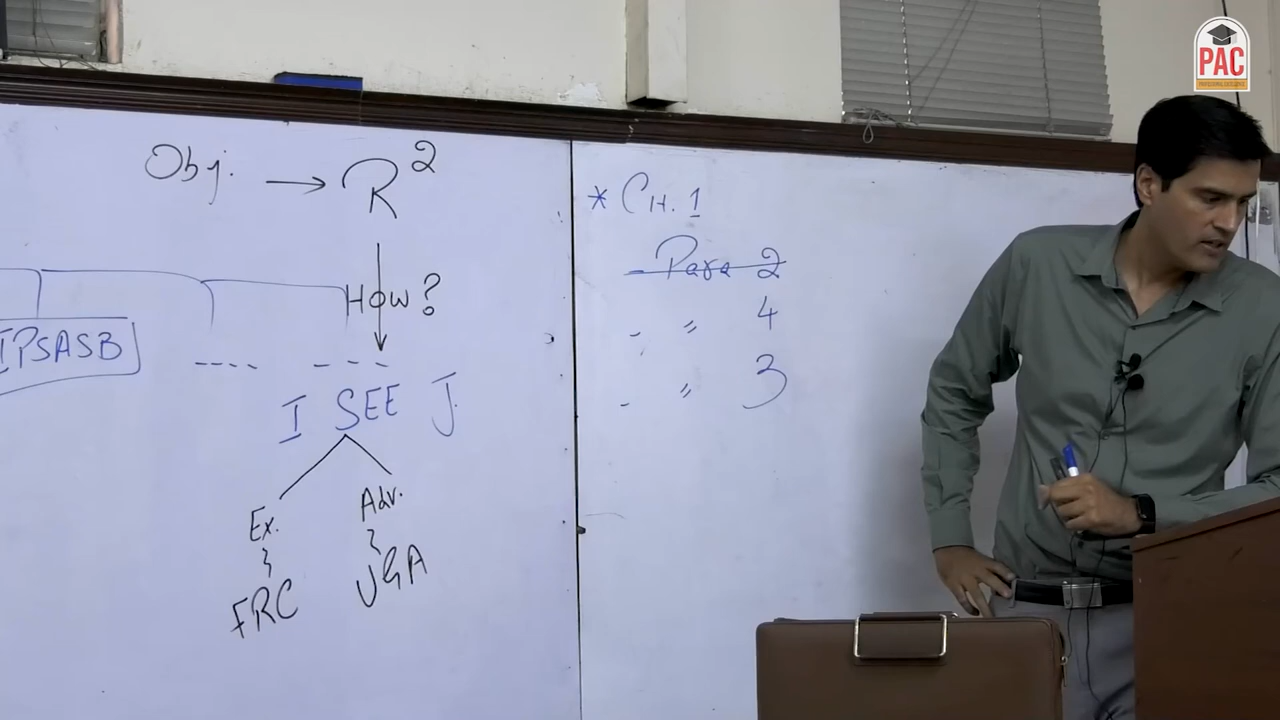 Obj. → R²
How?
IPSASB
---- ---
I SEE J.
Ex. Adv.
FRC UGA
* CH. 1
- Para 2
- " 4
- " 3
PAC